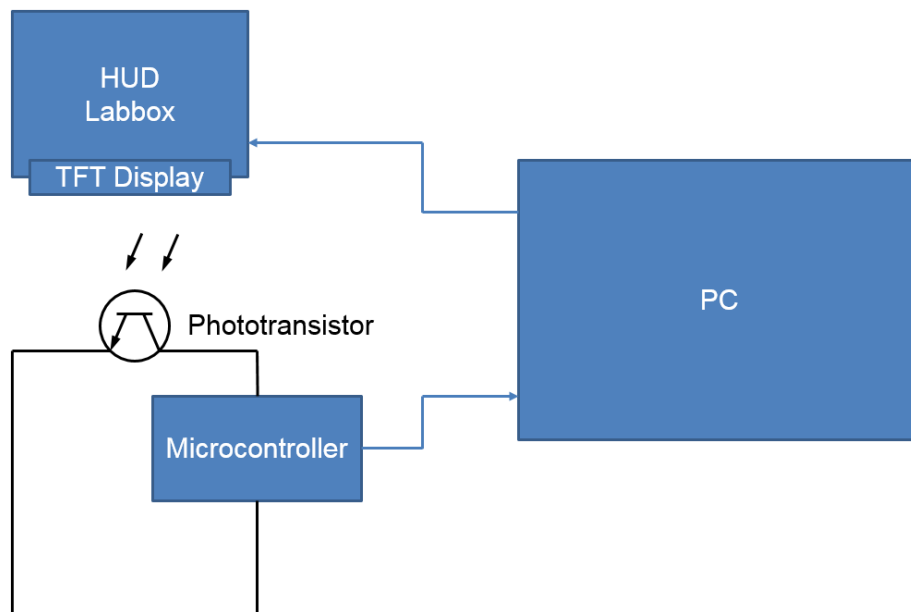 HUD
Labbox
TFT Display
Phototransistor
PC
Microcontroller